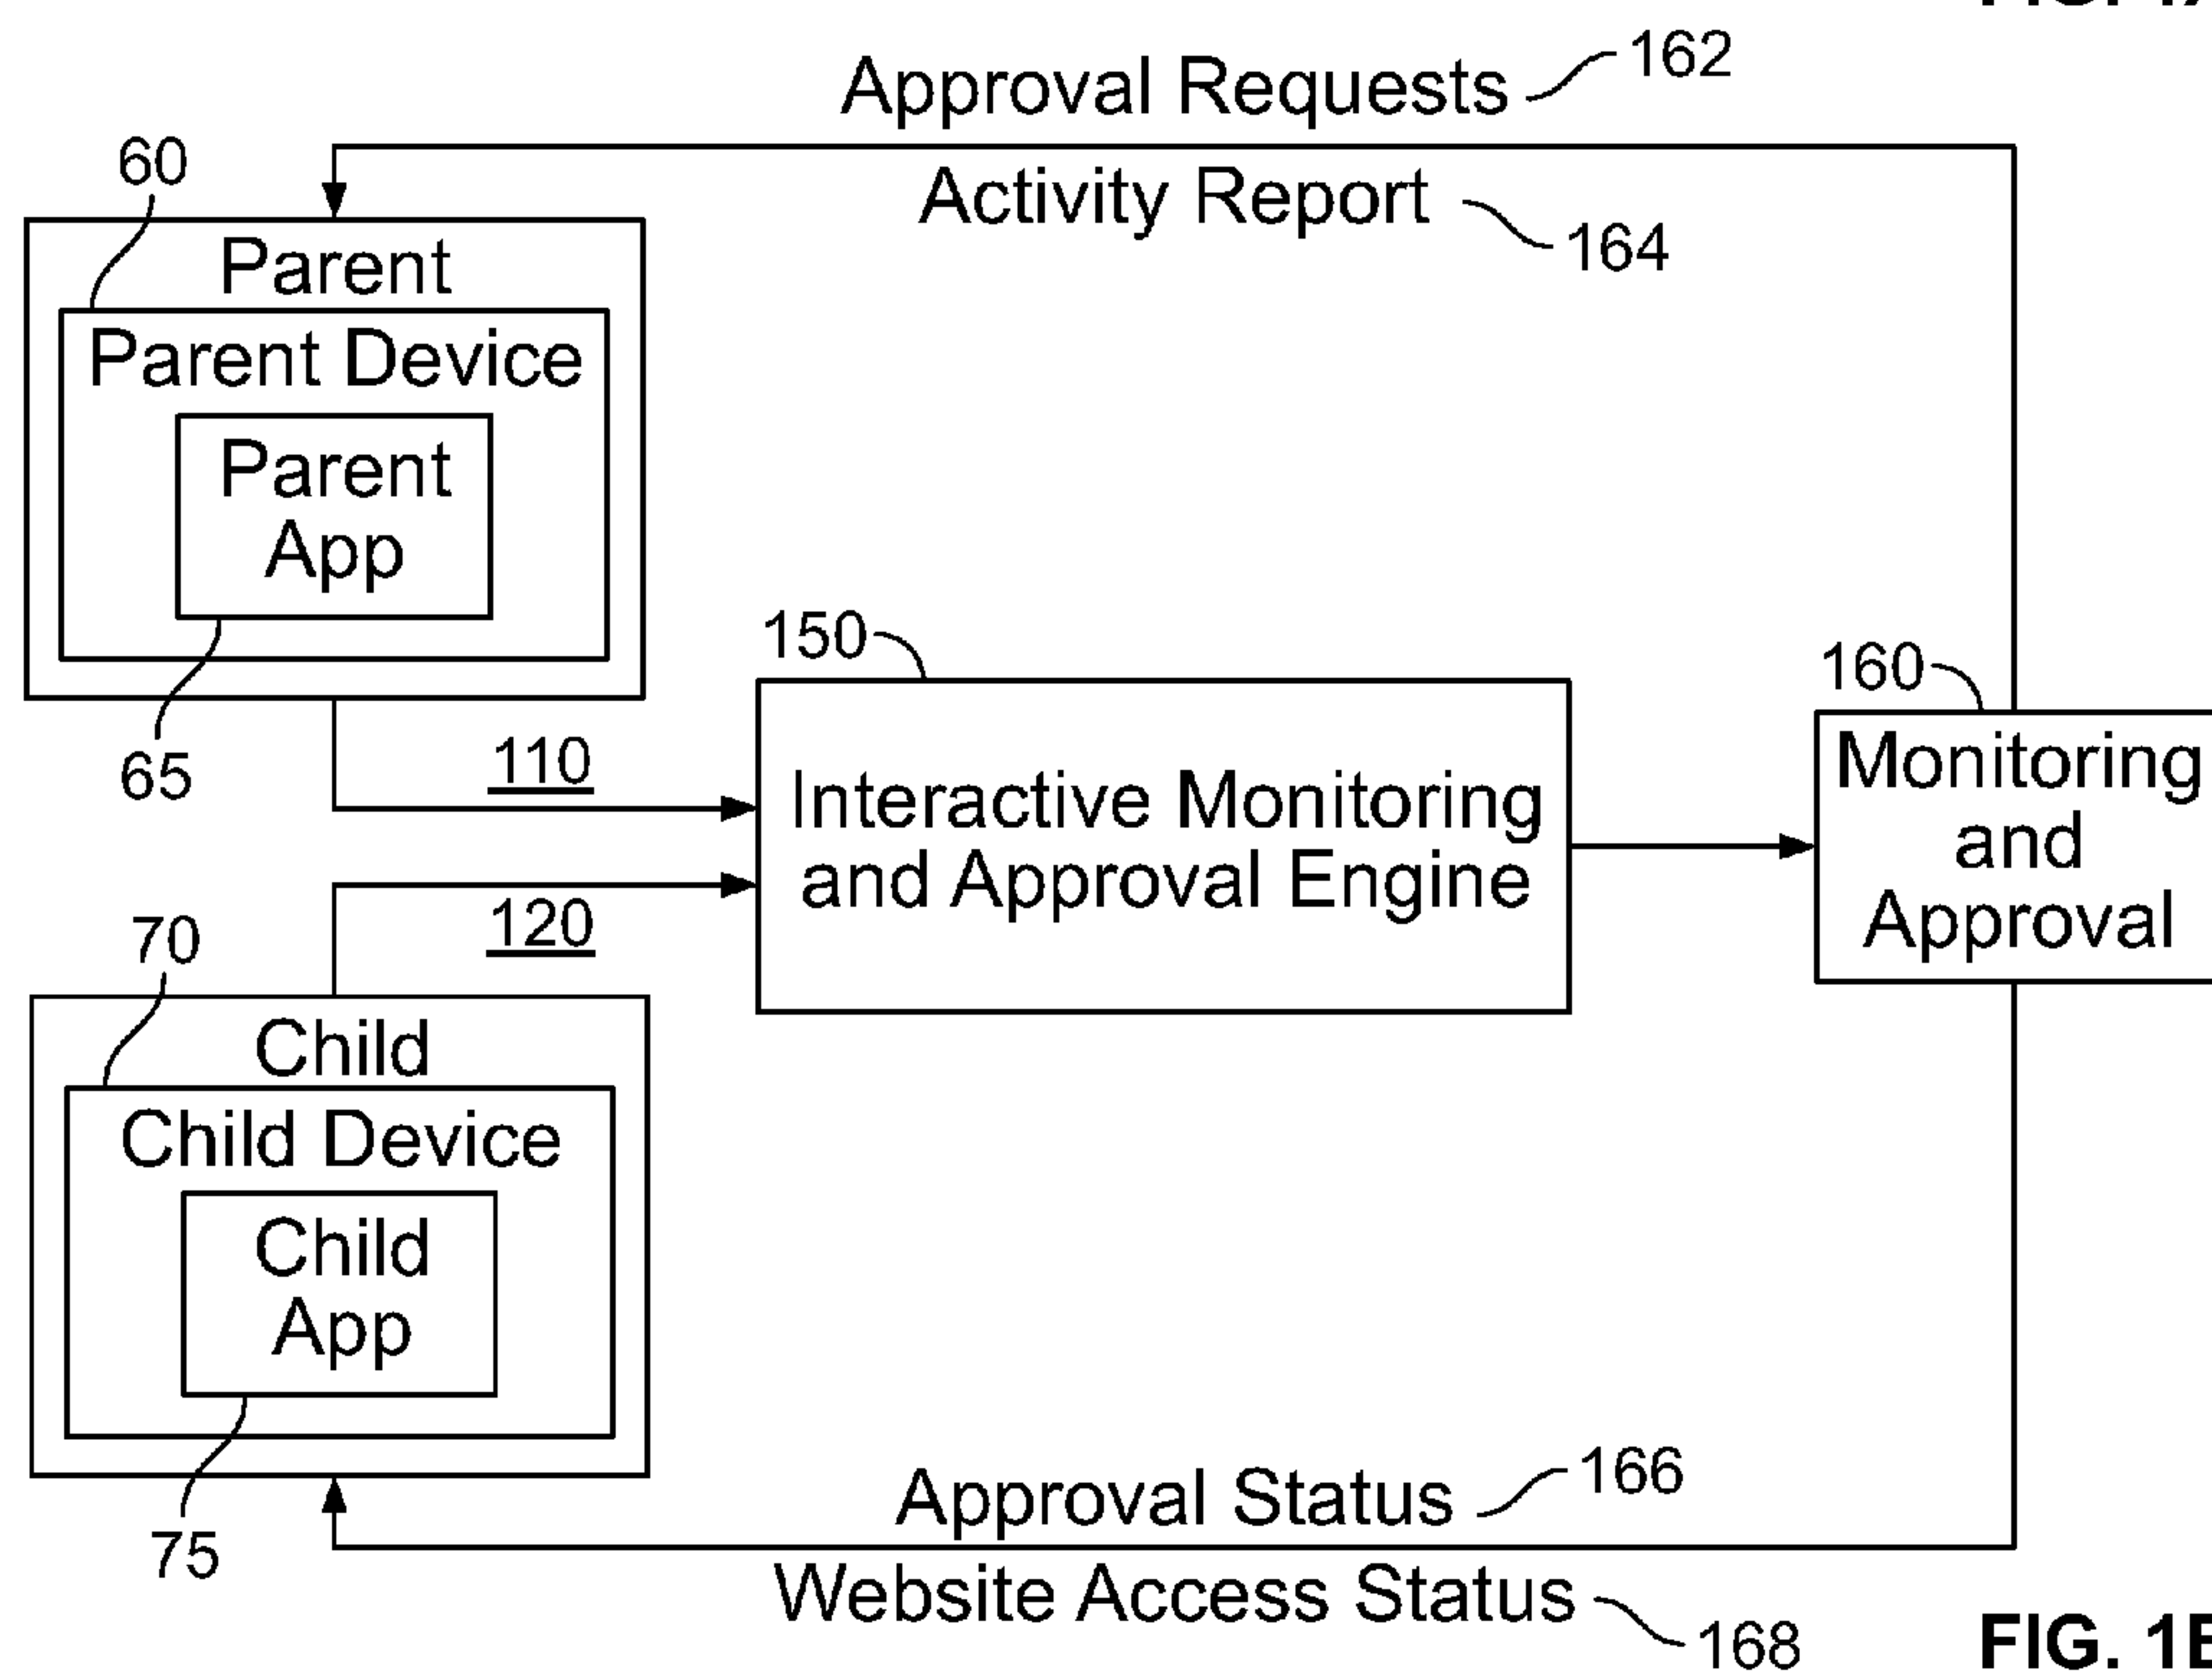 Approval Requests 162
Activity Report 164
60
Parent
Parent Device
Parent
App
65
110
150
Interactive Monitoring
and Approval Engine
160
Monitoring
and
Approval
120
70
Child
Child Device
Child
App
75
Approval Status 166
Website Access Status 168
FIG. 1B